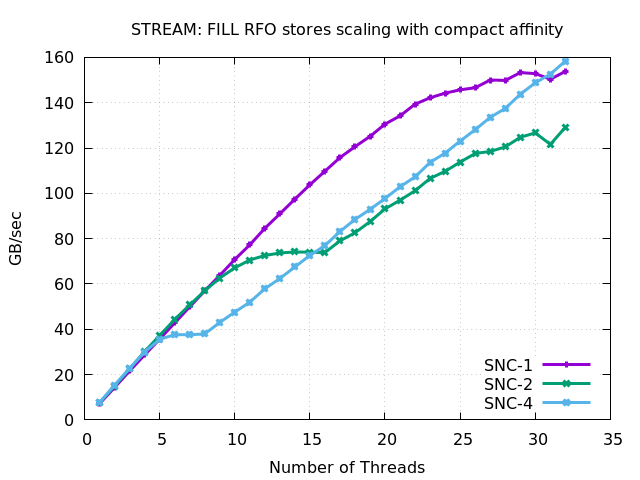 STREAM: FILL RFO stores scaling with compact affinity
160
140
120
100
80
60
40
20
0
GB/sec
SNC-1
SNC-2
SNC-4
0 5 10 15 20 25 30 35
Number of Threads